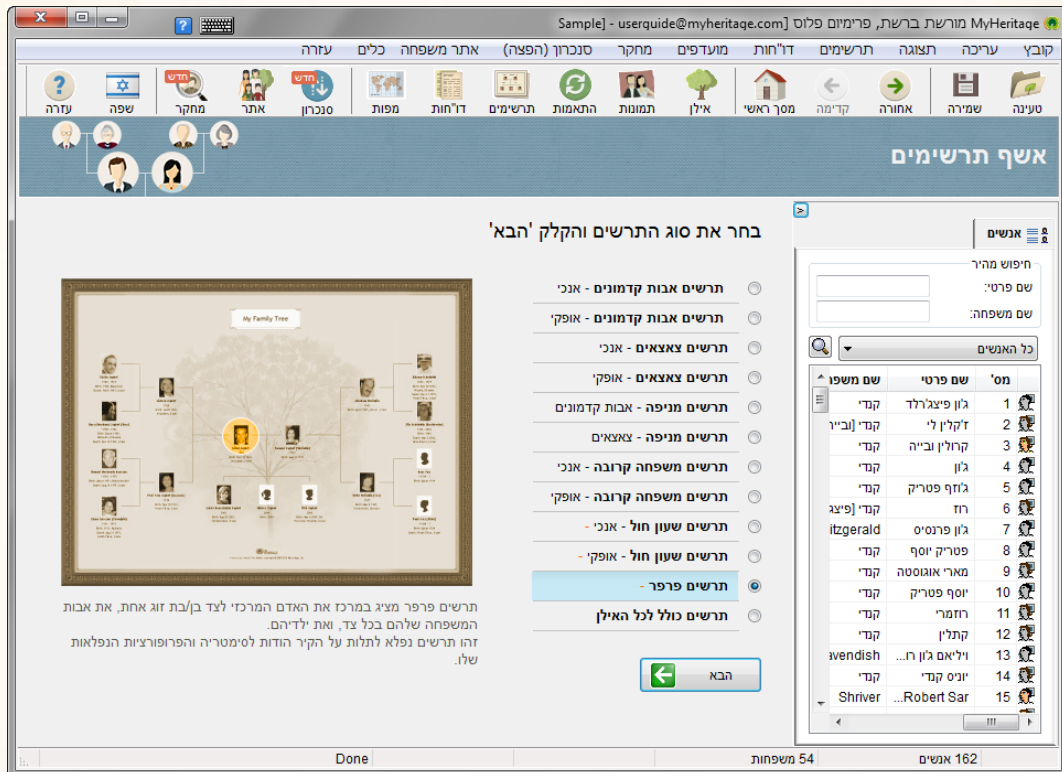 MyHeritage מורשת ברשת, פרימיום פלוס [Sample] - userguide@myheritage.com
קובץ עריכה תצוגה תרשימים דו"חות מועדפים מחקר סנכרון (הפצה) אתר משפחה כלים עזרה
חדש חדש
טעינה שמירה אחורה קדימה מסך ראשי אילן תמונות התאמות תרשימים דו"חות מפות סנכרון אתר מחקר שפה עזרה
אשף תרשימים
אנשים
חיפוש מהיר
שם פרטי:
שם משפחה:
כל האנשים
מס' שם פרטי שם משפח
1 ג'ון פיצג'רלד קנדי
2 ז'קלין לי קנדי [ובייר
3 קרולין ובייה קנדי
4 ג'ון קנדי
5 ג'וזף פטריק קנדי
6 רוז קנדי [פיצג
7 ג'ון פרנסיס itzgerald
8 פטריק יוסף קנדי
9 מארי אוגוסטה קנדי
10 יוסף פטריק קנדי
11 רוזמרי קנדי
12 קתלין קנדי
13 ויליאם ג'ון רו... avendish
14 יוניס קנדי קנדי
15 Robert Sar... Shriver
בחר את סוג התרשים והקלק 'הבא'
תרשים אבות קדמונים - אנכי
תרשים אבות קדמונים - אופקי
תרשים צאצאים - אנכי
תרשים צאצאים - אופקי
תרשים מניפה - אבות קדמונים
תרשים מניפה - צאצאים
תרשים משפחה קרובה - אנכי
תרשים משפחה קרובה - אופקי
תרשים שעון חול - אנכי -
תרשים שעון חול - אופקי -
תרשים פרפר -
תרשים כולל לכל האילן
הבא
My Family Tree
תרשים פרפר מציג במרכז את האדם המרכזי לצד בן/בת זוג אחת, את אבות
המשפחה שלהם בכל צד, ואת ילדיהם.
זהו תרשים נפלא לתלות על הקיר הודות לסימטריה והפרופורציות הנפלאות
שלו.
162 אנשים 54 משפחות Done